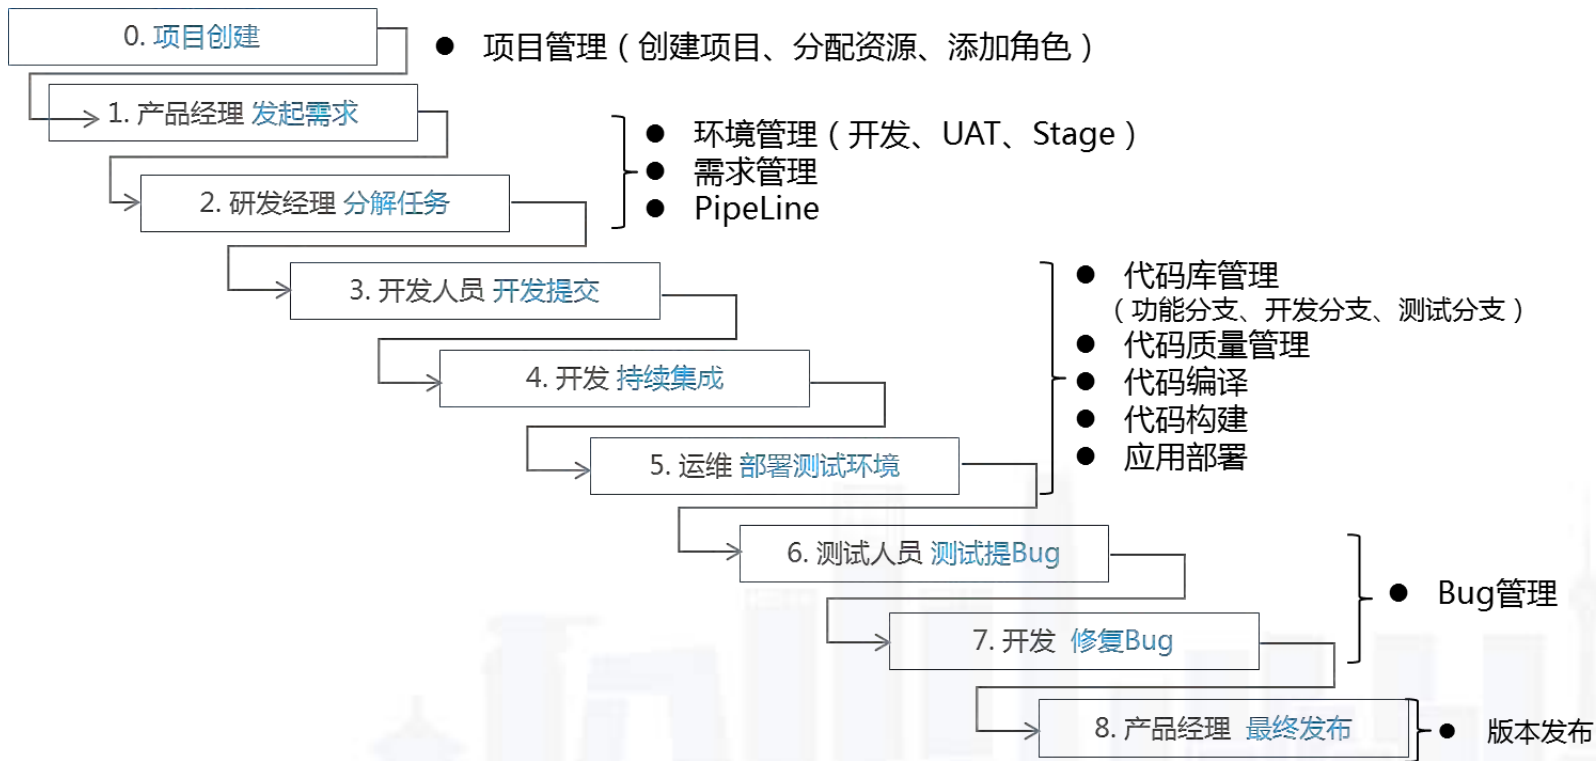 0. 项目创建
● 项目管理（创建项目、分配资源、添加角色）
1. 产品经理 发起需求
● 环境管理（开发、UAT、Stage）
● 需求管理
● PipeLine
2. 研发经理 分解任务
3. 开发人员 开发提交
● 代码库管理
（功能分支、开发分支、测试分支）
● 代码质量管理
● 代码编译
● 代码构建
● 应用部署
4. 开发 持续集成
5. 运维 部署测试环境
6. 测试人员 测试提Bug
● Bug管理
7. 开发 修复Bug
8. 产品经理 最终发布
● 版本发布